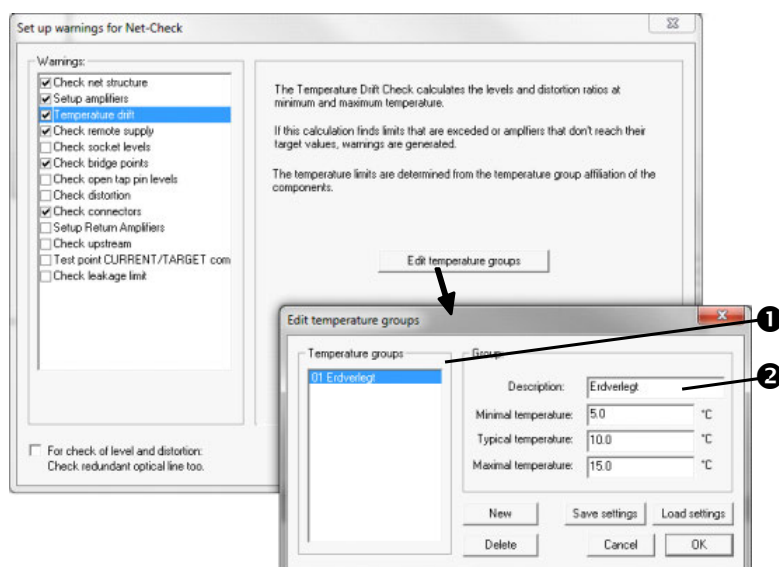 Set up warnings for Net-Check
Warnings:
Check net structure
Setup amplifiers
Temperature drift
Check remote supply
Check socket levels
Check bridge points
Check open tap pin levels
Check distortion
Check connectors
Setup Return Amplifiers
Check upstream
Test point CURRENT/TARGET com
Check leakage limit
For check of level and distortion:
Check redundant optical line too.
The Temperature Drift Check calculates the levels and distortion ratios at
minimum and maximum temperature.
If this calculation finds limits that are exceded or amplfiers that don't reach their
target values, warnings are generated.
The temperature limits are determined from the temperature group affiliation of the
components.
Edit temperature groups
Edit temperature groups
Temperature groups
01 Erdverlegt
Group
Description: Erdverlegt
Minimal temperature: 5.0 °C
Typical temperature: 10.0 °C
Maximal temperature: 15.0 °C
New Save settings Load settings
Delete Cancel OK
1
2